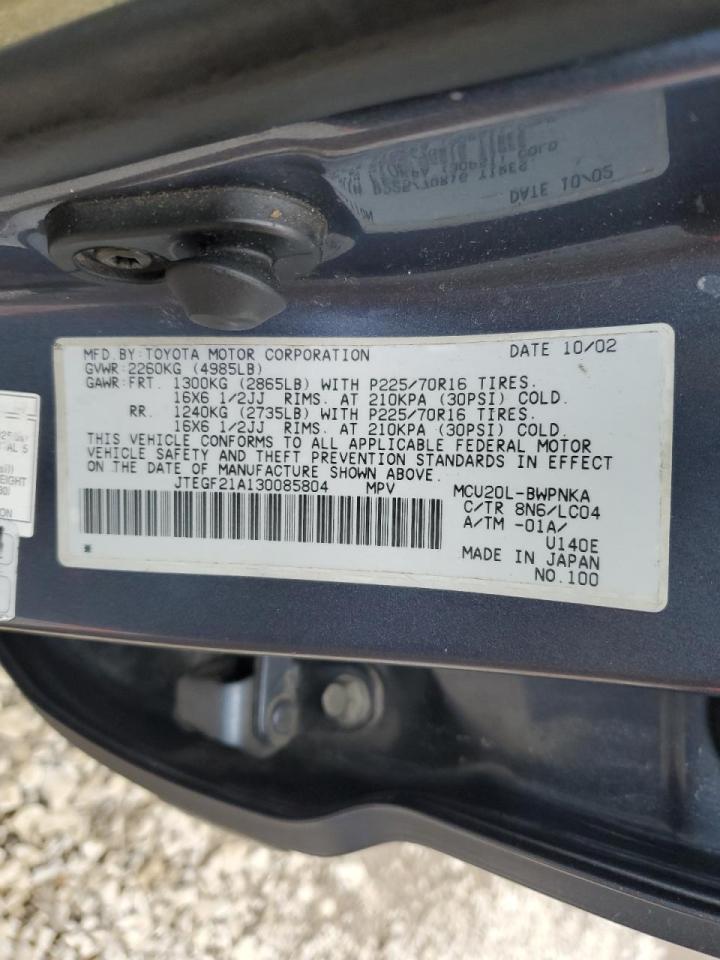 DATE 10/02
MFD.BY:TOYOTA MOTOR CORPORATION DATE 10/02
GVWR:2260KG (4985LB)
GAWR:FRT. 1300KG (2865LB) WITH P225/70R16 TIRES.
16X6 1/2JJ RIMS. AT 210KPA (30PSI) COLD.
RR. 1240KG (2735LB) WITH P225/70R16 TIRES.
16X6 1/2JJ RIMS. AT 210KPA (30PSI) COLD.
THIS VEHICLE CONFORMS TO ALL APPLICABLE FEDERAL MOTOR
VEHICLE SAFETY AND THEFT PREVENTION STANDARDS IN EFFECT
ON THE DATE OF MANUFACTURE SHOWN ABOVE.
JTEGF21A130085804 MPV MCU20L-BWPNKA
C/TR 8N6/LC04
A/TM -01A/
U140E
MADE IN JAPAN
NO.100